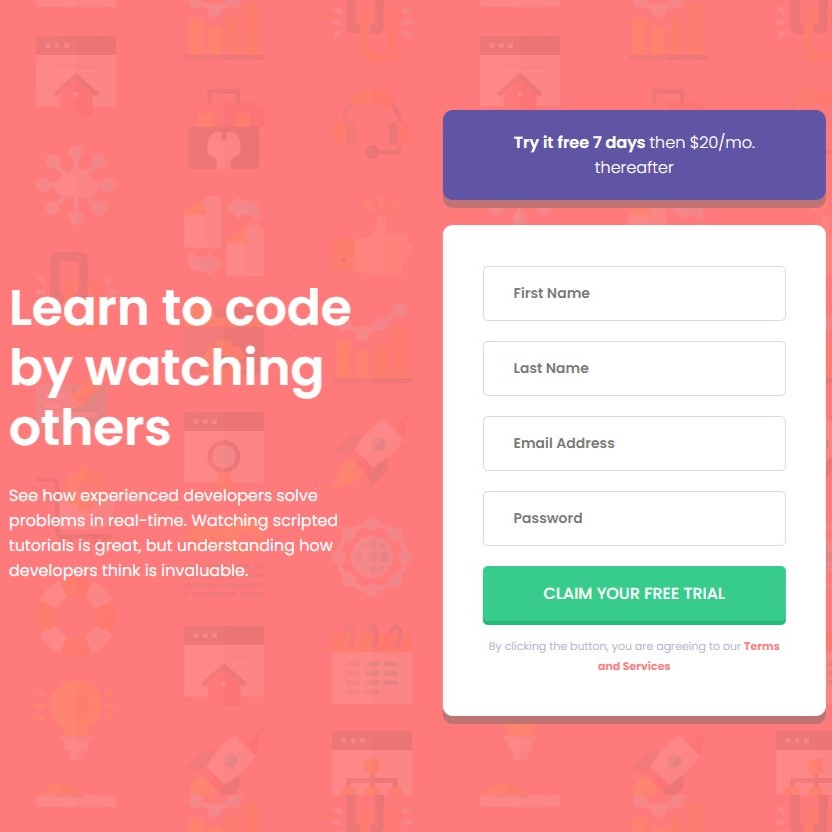 Learn to code
by watching
others
See how experienced developers solve
problems in real-time. Watching scripted
tutorials is great, but understanding how
developers think is invaluable.
Try it free 7 days then $20/mo.
thereafter
First Name
Last Name
Email Address
Password
CLAIM YOUR FREE TRIAL
By clicking the button, you are agreeing to our Terms
and Services